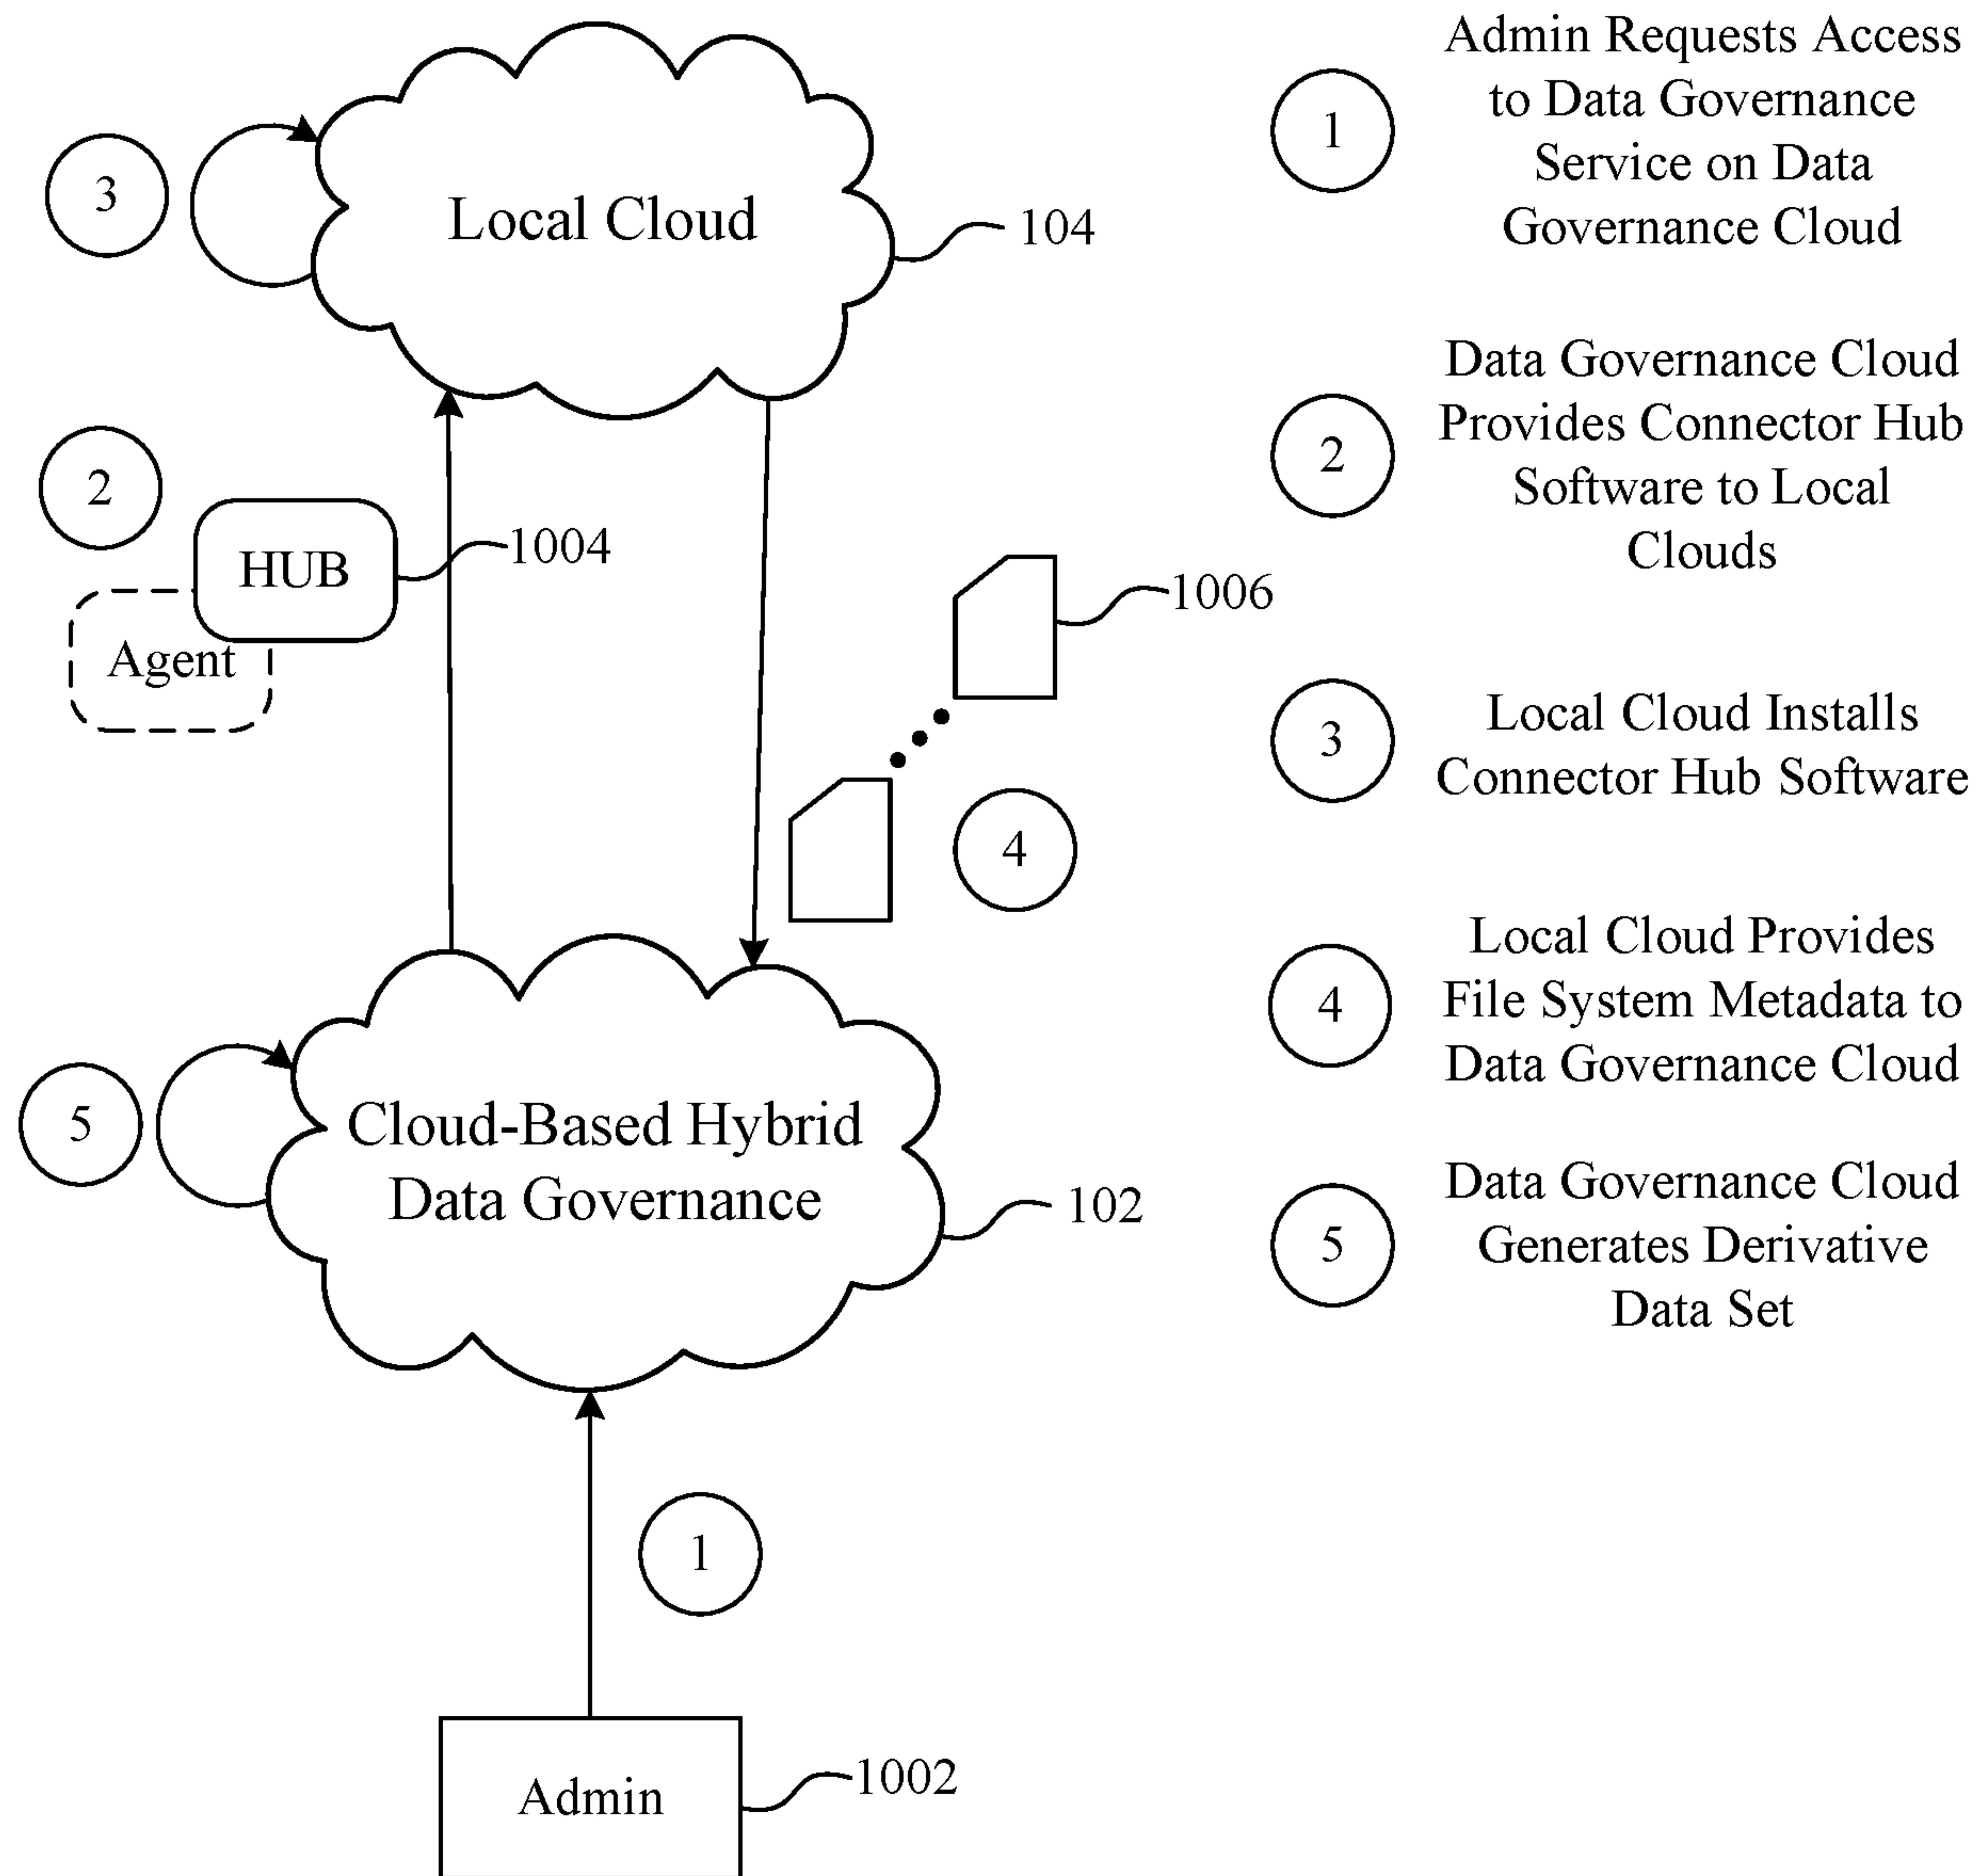 3
Local Cloud
104
2
HUB
1004
Agent
1006
4
5
Cloud-Based Hybrid
Data Governance
102
1
Admin
1002
1
Admin Requests Access
to Data Governance
Service on Data
Governance Cloud
2
Data Governance Cloud
Provides Connector Hub
Software to Local
Clouds
3
Local Cloud Installs
Connector Hub Software
4
Local Cloud Provides
File System Metadata to
Data Governance Cloud
5
Data Governance Cloud
Generates Derivative
Data Set